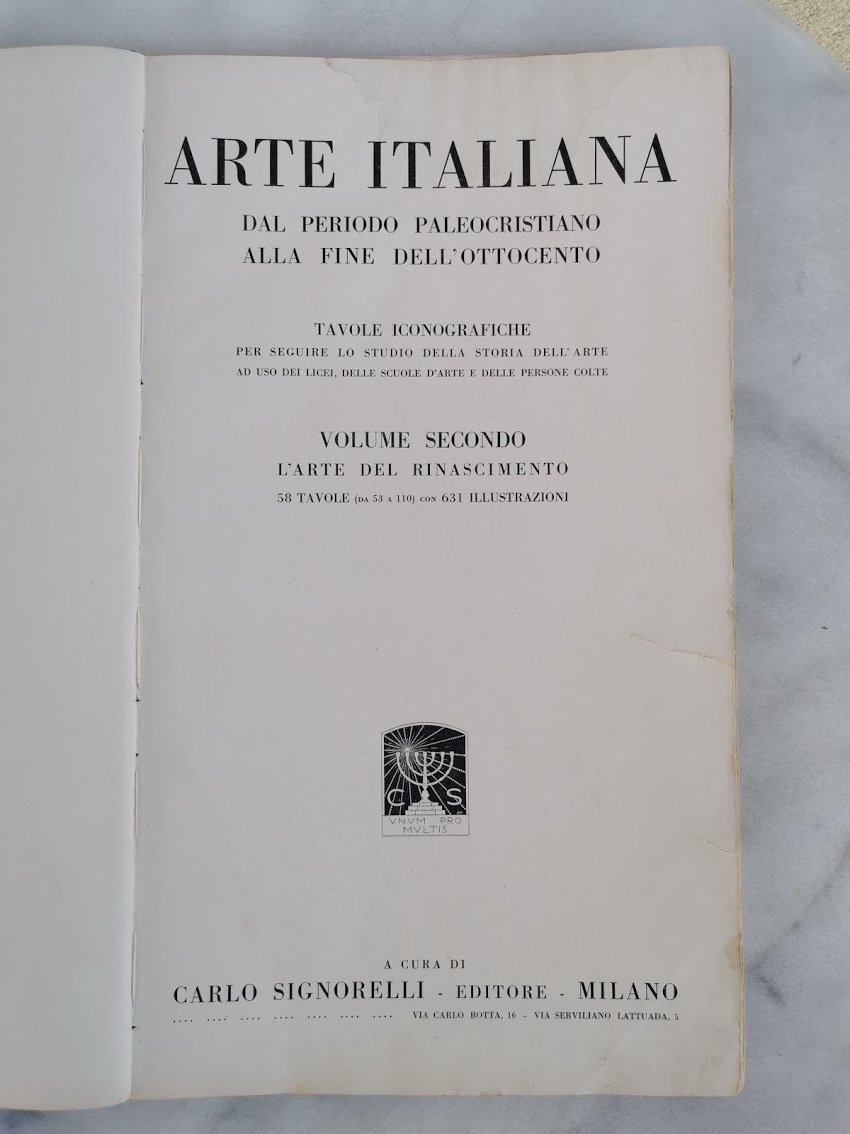 ARTE ITALIANA
DAL PERIODO PALEOCRISTIANO
ALLA FINE DELL'OTTOCENTO
TAVOLE ICONOGRAFICHE
PER SEGUIRE LO STUDIO DELLA STORIA DELL'ARTE
AD USO DEI LICEI, DELLE SCUOLE D'ARTE E DELLE PERSONE COLTE
VOLUME SECONDO
L'ARTE DEL RINASCIMENTO
58 TAVOLE (DA 53 A 110) CON 631 ILLUSTRAZIONI
C S
VNVM PRO
MVLTIS
A CURA DI
CARLO SIGNORELLI - EDITORE - MILANO
.... .... .... .... .... .... .... VIA CARLO BOTTA, 16 - VIA SERVILIANO LATTUADA, 5